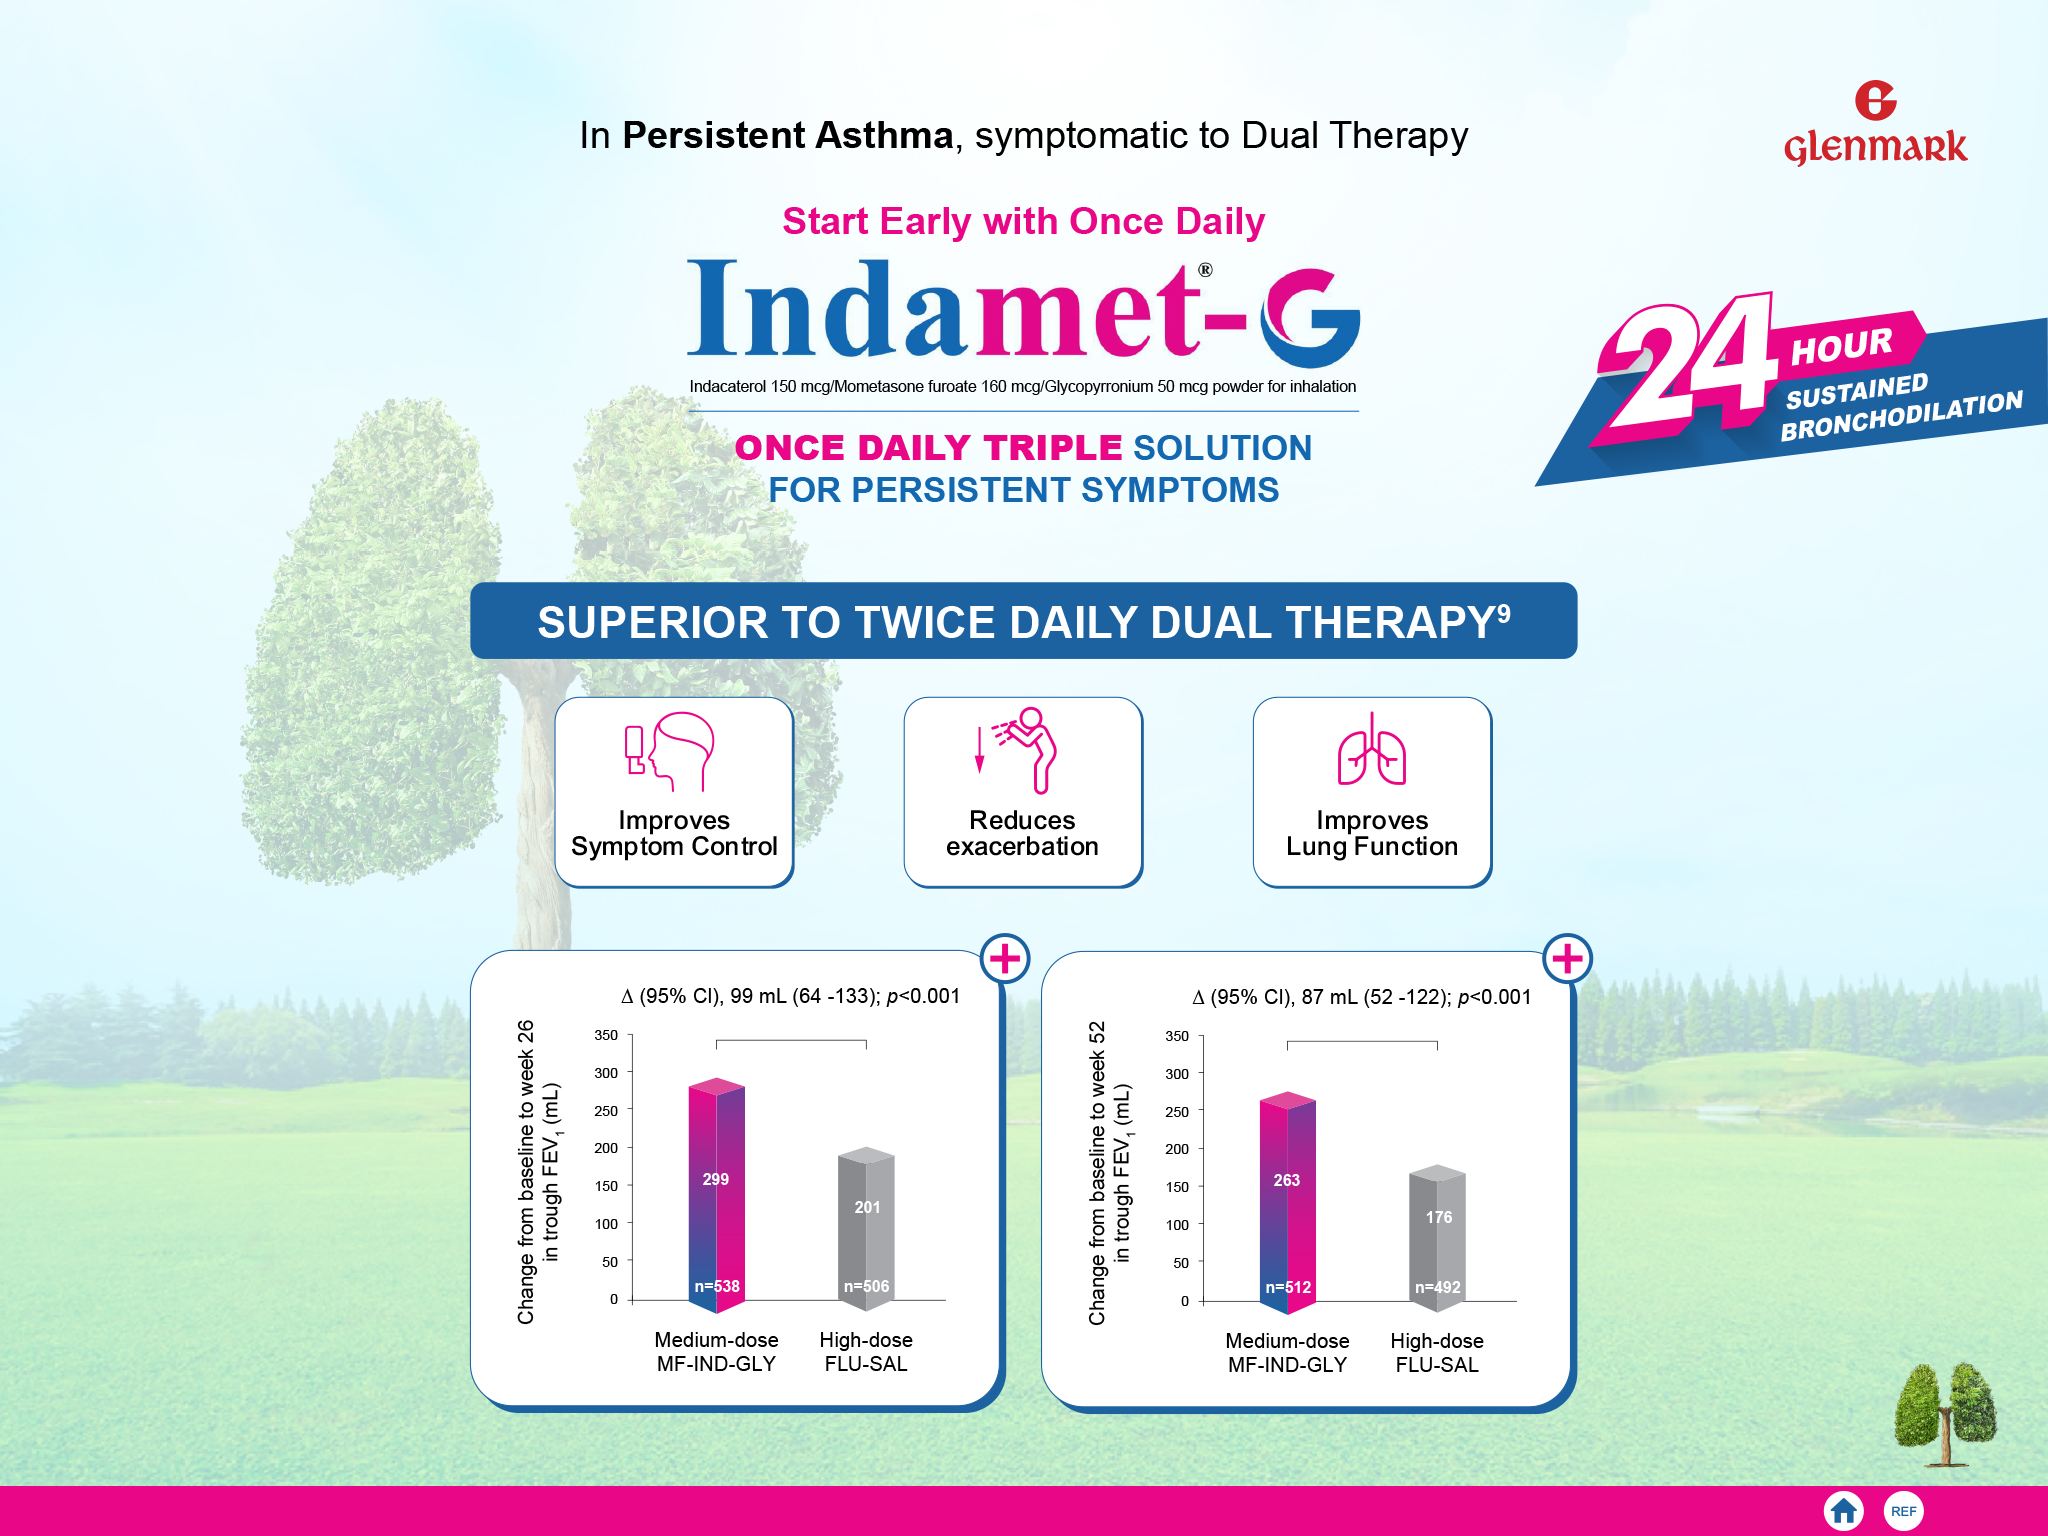 In Persistent Asthma, symptomatic to Dual Therapy
GLENMARK
Start Early with Once Daily
Indamet®-G
Indacaterol 150 mcg/Mometasone furoate 160 mcg/Glycopyrronium 50 mcg powder for inhalation
24 HOUR
SUSTAINED
BRONCHODILATION
ONCE DAILY TRIPLE SOLUTION
FOR PERSISTENT SYMPTOMS
SUPERIOR TO TWICE DAILY DUAL THERAPY⁹
Improves
Symptom Control
Reduces
exacerbation
Improves
Lung Function
Δ (95% CI), 99 mL (64 -133); p<0.001
Change from baseline to week 26
in trough FEV₁ (mL)
350
300
250
200
150
100
50
0
299
201
n=538
n=506
Medium-dose
MF-IND-GLY
High-dose
FLU-SAL
Δ (95% CI), 87 mL (52 -122); p<0.001
Change from baseline to week 52
in trough FEV₁ (mL)
350
300
250
200
150
100
50
0
263
176
n=512
n=492
Medium-dose
MF-IND-GLY
High-dose
FLU-SAL
REF